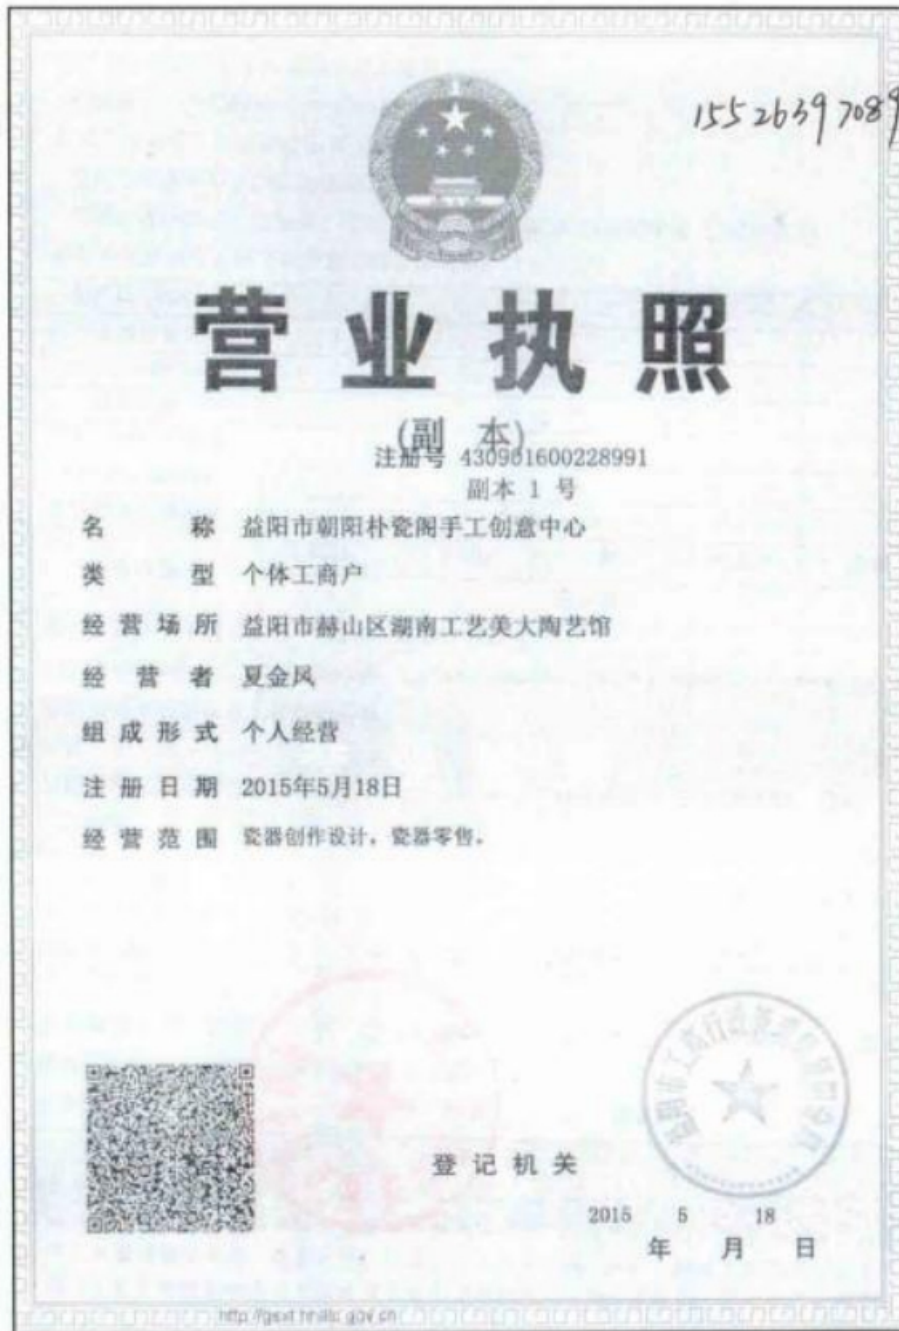 15526397089
营业执照
(副 本)
注册号 430901600228991
副本 1 号
名 称 益阳市朝阳朴瓷阁手工创意中心
类 型 个体工商户
经营场所 益阳市赫山区湖南工艺美大陶艺馆
经 营 者 夏金风
组成形式 个人经营
注册日期 2015年5月18日
经营范围 瓷器创作设计，瓷器零售。
登记机关
2015 5 18
年 月 日